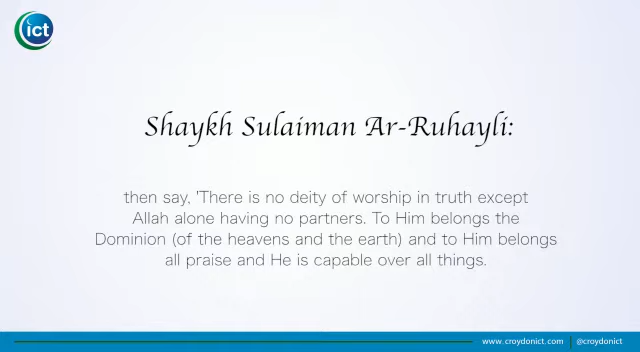 ict
Shaykh Sulaiman Ar-Ruhayli:
then say, 'There is no deity of worship in truth except
Allah alone having no partners. To Him belongs the
Dominion (of the heavens and the earth) and to Him belongs
all praise and He is capable over all things.
www.croydonict.com | @croydonict